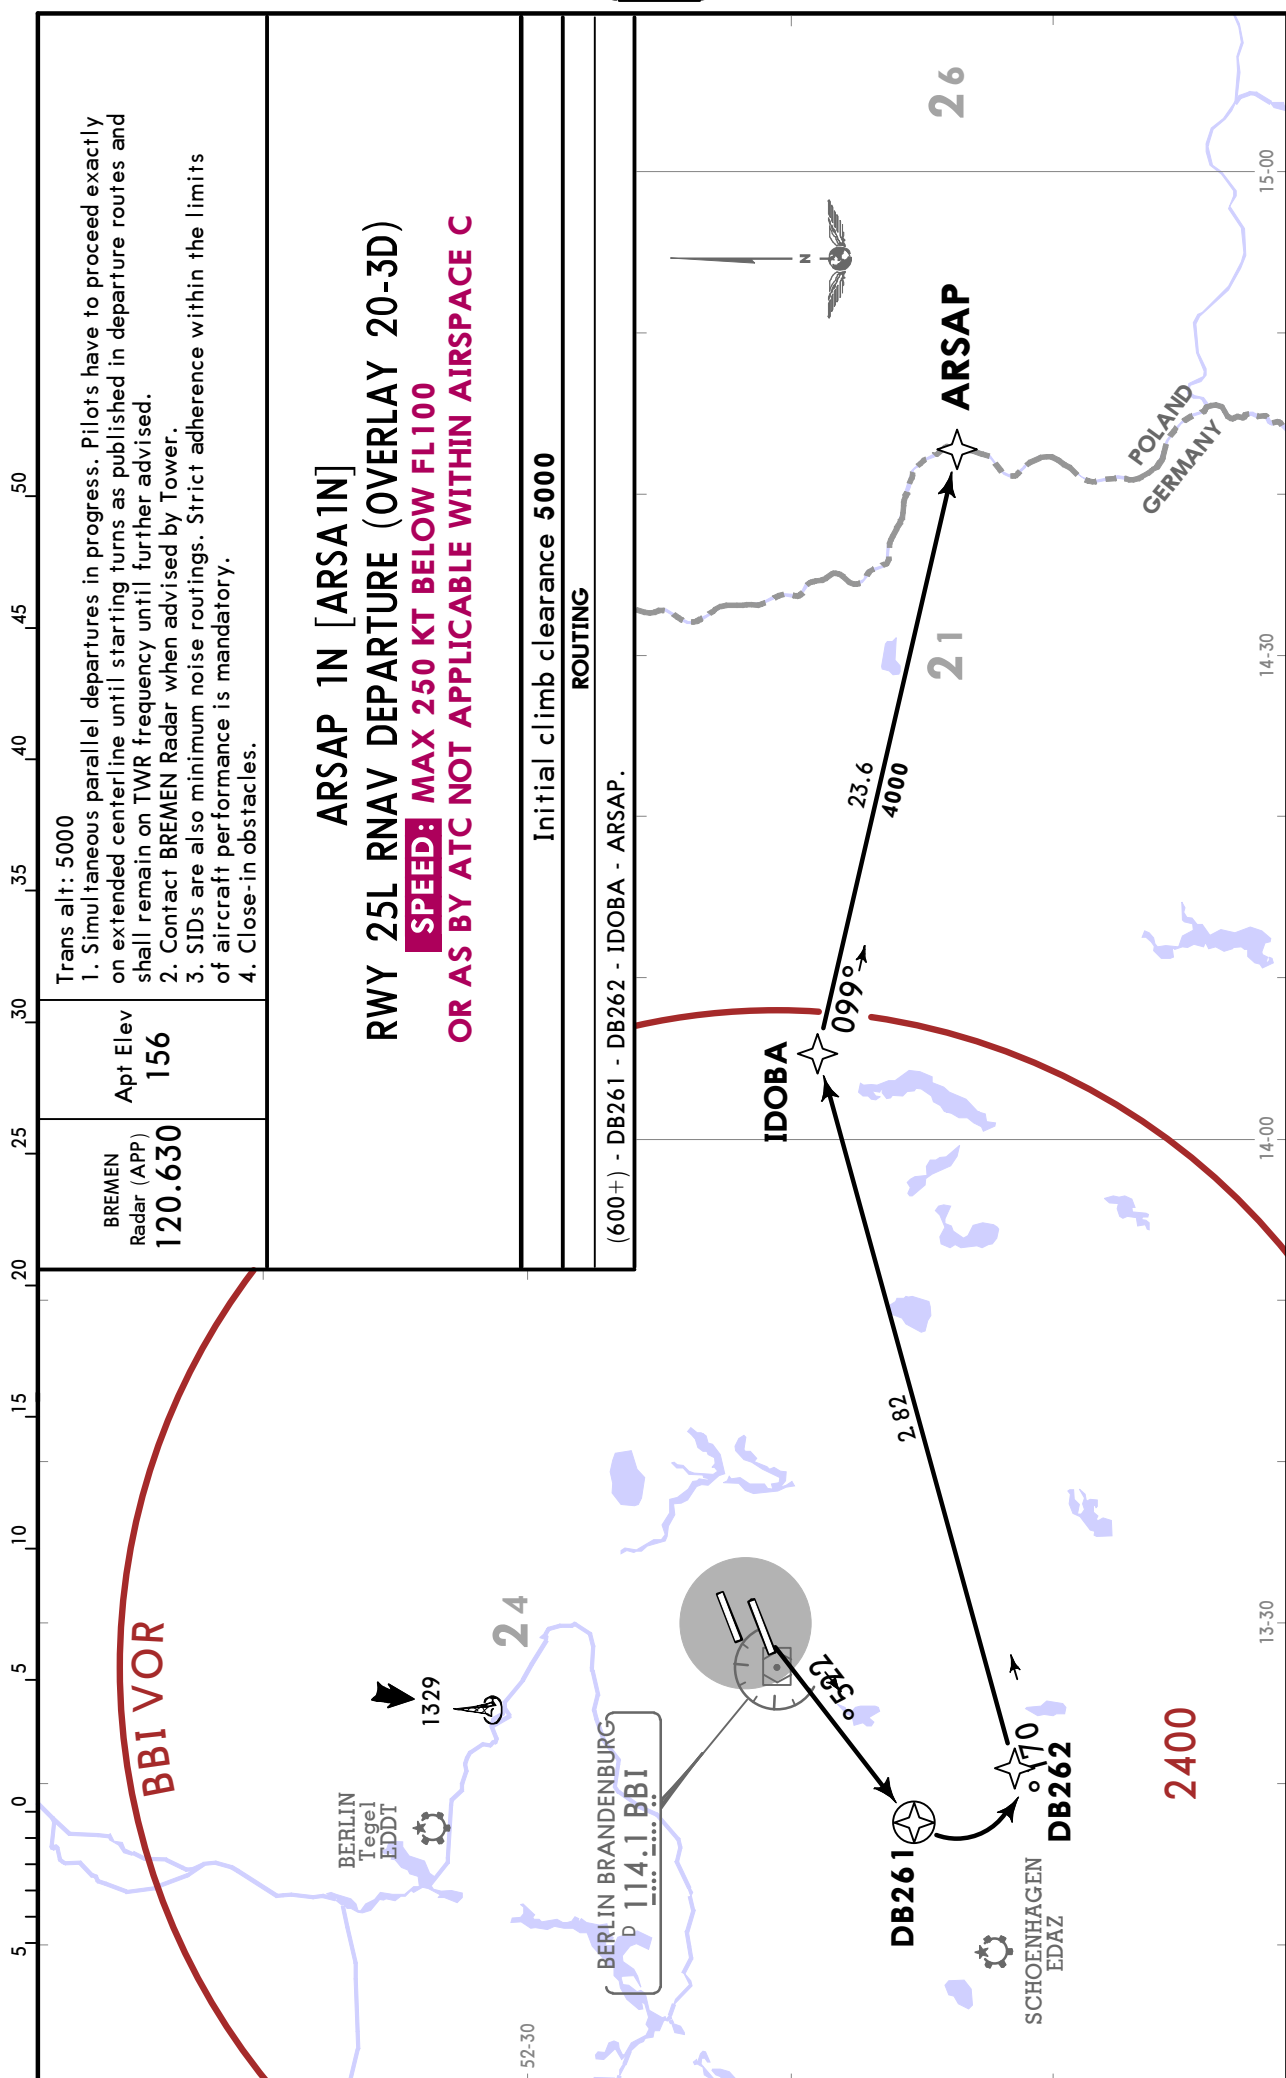 5
0
5
10
15
20
25
30
35
40
45
50
BREMEN
Radar (APP)
120.630
Apt Elev
156
Trans alt: 5000
1. Simultaneous parallel departures in progress. Pilots have to proceed exactly
on extended centerline until starting turns as published in departure routes and
shall remain on TWR frequency until further advised.
2. Contact BREMEN Radar when advised by Tower.
3. SIDs are also minimum noise routings. Strict adherence within the limits
of aircraft performance is mandatory.
4. Close-in obstacles.
ARSAP 1N [ARSA1N]
RWY 25L RNAV DEPARTURE (OVERLAY 20-3D)
SPEED: MAX 250 KT BELOW FL100
OR AS BY ATC NOT APPLICABLE WITHIN AIRSPACE C
Initial climb clearance 5000
ROUTING
(600+) - DB261 - DB262 - IDOBA - ARSAP.
BBI VOR
BERLIN
Tegel
EDDT
1329
24
52-30
BERLIN BRANDENBURG
D 114.1 BBI
DB261
DB262
SCHOENHAGEN
EDAZ
2400
13-30
IDOBA
099°
23.6
4000
14-00
21
14-30
ARSAP
N
POLAND
GERMANY
26
15-00